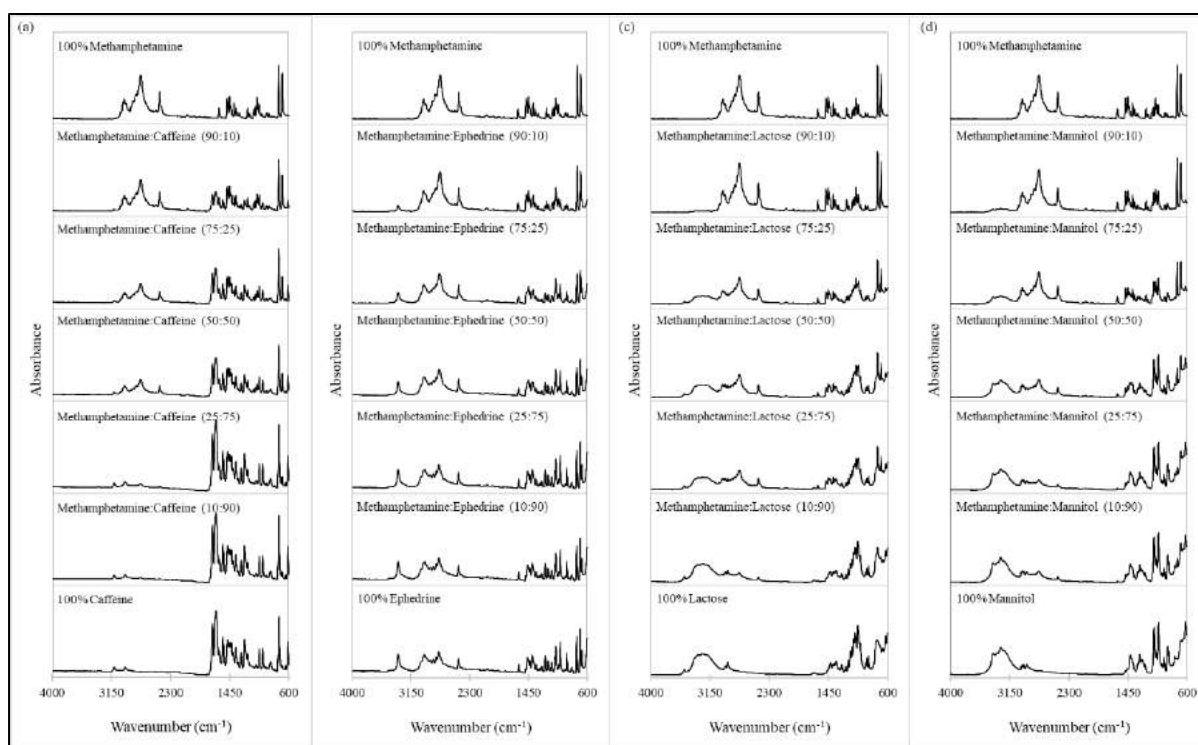 (a)
100% Methamphetamine
Methamphetamine:Caffeine (90:10)
Methamphetamine:Caffeine (75:25)
Methamphetamine:Caffeine (50:50)
Methamphetamine:Caffeine (25:75)
Methamphetamine:Caffeine (10:90)
100% Caffeine
Absorbance
4000 3150 2300 1450 600
Wavenumber (cm⁻¹)
100% Methamphetamine
Methamphetamine:Ephedrine (90:10)
Methamphetamine:Ephedrine (75:25)
Methamphetamine:Ephedrine (50:50)
Methamphetamine:Ephedrine (25:75)
Methamphetamine:Ephedrine (10:90)
100% Ephedrine
Absorbance
4000 3150 2300 1450 600
Wavenumber (cm⁻¹)
(c)
100% Methamphetamine
Methamphetamine:Lactose (90:10)
Methamphetamine:Lactose (75:25)
Methamphetamine:Lactose (50:50)
Methamphetamine:Lactose (25:75)
Methamphetamine:Lactose (10:90)
100% Lactose
Absorbance
4000 3150 2300 1450 600
Wavenumber (cm⁻¹)
(d)
100% Methamphetamine
Methamphetamine:Mannitol (90:10)
Methamphetamine:Mannitol (75:25)
Methamphetamine:Mannitol (50:50)
Methamphetamine:Mannitol (25:75)
Methamphetamine:Mannitol (10:90)
100% Mannitol
Absorbance
4000 3150 2300 1450 600
Wavenumber (cm⁻¹)